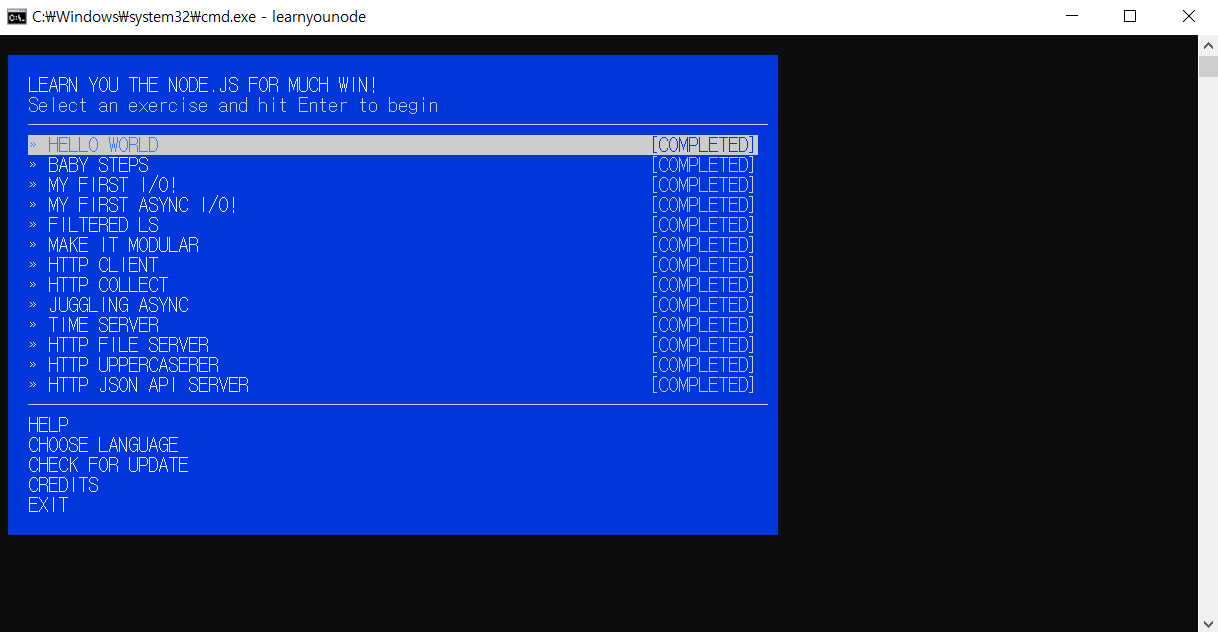 C:₩Windows₩system32₩cmd.exe - learnyounode
LEARN YOU THE NODE.JS FOR MUCH WIN!
Select an exercise and hit Enter to begin
» HELLO WORLD [COMPLETED]
» BABY STEPS [COMPLETED]
» MY FIRST I/O! [COMPLETED]
» MY FIRST ASYNC I/O! [COMPLETED]
» FILTERED LS [COMPLETED]
» MAKE IT MODULAR [COMPLETED]
» HTTP CLIENT [COMPLETED]
» HTTP COLLECT [COMPLETED]
» JUGGLING ASYNC [COMPLETED]
» TIME SERVER [COMPLETED]
» HTTP FILE SERVER [COMPLETED]
» HTTP UPPERCASERER [COMPLETED]
» HTTP JSON API SERVER [COMPLETED]
HELP
CHOOSE LANGUAGE
CHECK FOR UPDATE
CREDITS
EXIT